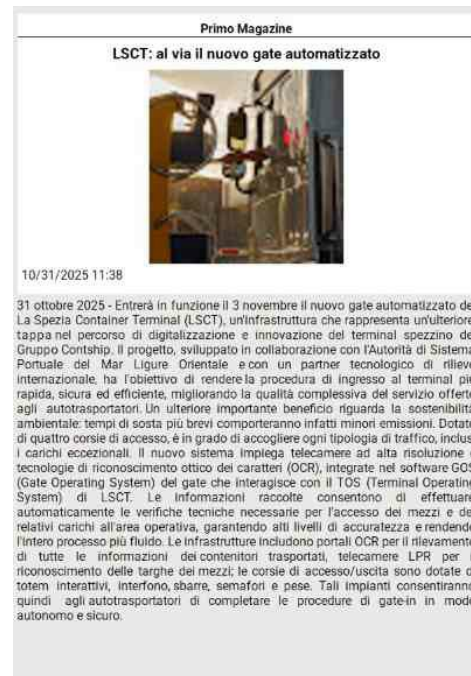 Primo Magazine
LSCT: al via il nuovo gate automatizzato
10/31/2025 11:38
31 ottobre 2025 - Entrerà in funzione il 3 novembre il nuovo gate automatizzato de
La Spezia Container Terminal (LSCT), un'infrastruttura che rappresenta un'ulteriore
tappa nel percorso di digitalizzazione e innovazione del terminal spezzino de
Gruppo Contship. Il progetto, sviluppato in collaborazione con l'Autorità di Sistema
Portuale del Mar Ligure Orientale e con un partner tecnologico di riliev
internazionale, ha l'obiettivo di rendere la procedura di ingresso al terminal pi
rapida, sicura ed efficiente, migliorando la qualità complessiva del servizio offert
agli autotrasportatori. Un ulteriore importante beneficio riguarda la sostenibilit
ambientale: tempi di sosta più brevi comporteranno infatti minori emissioni. Dotat
di quattro corsie di accesso, è in grado di accogliere ogni tipologia di traffico, inclus
i carichi eccezionali. Il nuovo sistema impiega telecamere ad alta risoluzione
tecnologie di riconoscimento ottico dei caratteri (OCR), integrate nel software GOS
(Gate Operating System) del gate che interagisce con il TOS (Terminal Operating
System) di LSCT. Le informazioni raccolte consentono di effettuare
automaticamente le verifiche tecniche necessarie per l'accesso dei mezzi e de
relativi carichi all'area operativa, garantendo alti livelli di accuratezza e rendendo
l'intero processo più fluido. Le infrastrutture includono portali OCR per il rilevamento
di tutte le informazioni dei contenitori trasportati, telecamere LPR per i
riconoscimento delle targhe dei mezzi; le corsie di accesso/uscita sono dotate d
totem interattivi, interfono, sbarre, semafori e pese. Tali impianti consentirann
quindi agli autotrasportatori di completare le procedure di gate-in in mod
autonomo e sicuro.